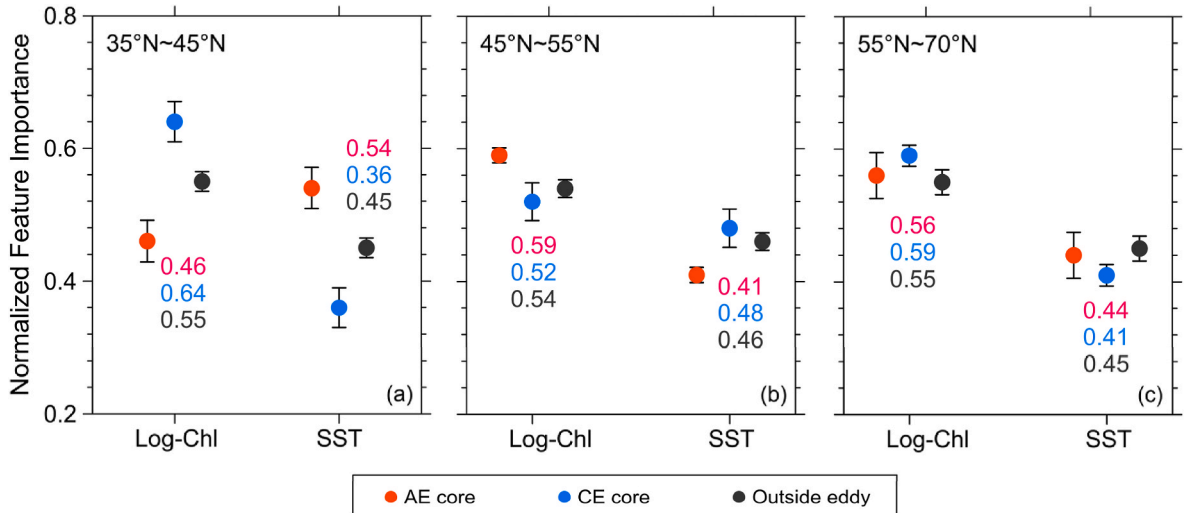 Normalized Feature Importance
0.8
0.6
0.4
0.2
35°N~45°N
0.46
0.64
0.55
0.54
0.36
0.45
(a)
Log-Chl
SST
45°N~55°N
0.59
0.52
0.54
0.41
0.48
0.46
(b)
Log-Chl
SST
55°N~70°N
0.56
0.59
0.55
0.44
0.41
0.45
(c)
Log-Chl
SST
AE core
CE core
Outside eddy